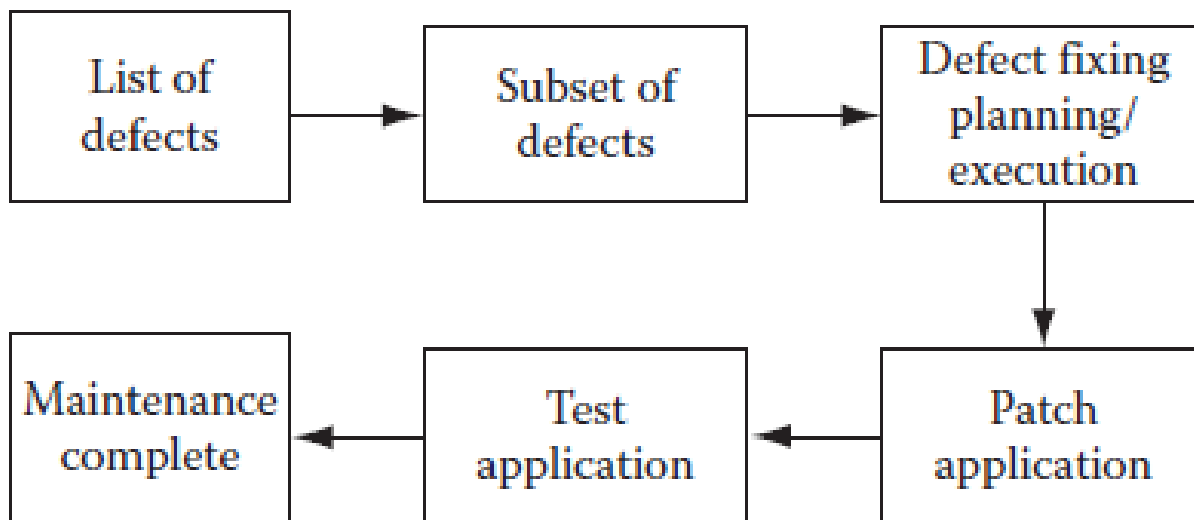 List of
defects
Subset of
defects
Defect fixing
planning/
execution
Patch
application
Test
application
Maintenance
complete